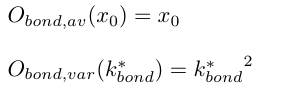 O_{bond,av}(x_0) = x_0
O_{bond,var}(k^*_{bond}) = {k^*_{bond}}^2